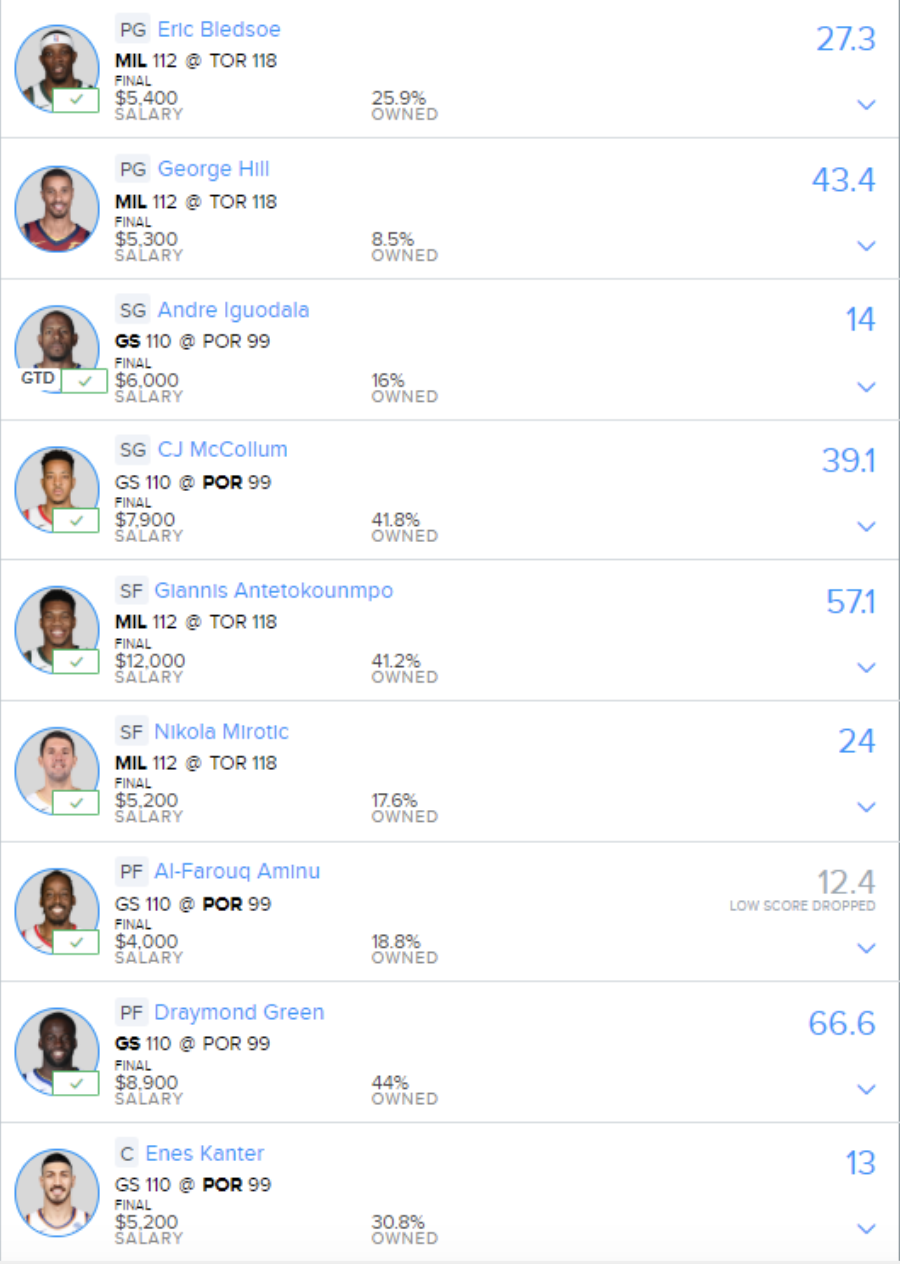 PG Eric Bledsoe
27.3
MIL 112 @ TOR 118
FINAL
$5,400 25.9%
SALARY OWNED
PG George Hill
43.4
MIL 112 @ TOR 118
FINAL
$5,300 8.5%
SALARY OWNED
SG Andre Iguodala
14
GS 110 @ POR 99
FINAL
GTD $6,000 16%
SALARY OWNED
SG CJ McCollum
39.1
GS 110 @ POR 99
FINAL
$7,900 41.8%
SALARY OWNED
SF Giannis Antetokounmpo
57.1
MIL 112 @ TOR 118
FINAL
$12,000 41.2%
SALARY OWNED
SF Nikola Mirotic
24
MIL 112 @ TOR 118
FINAL
$5,200 17.6%
SALARY OWNED
PF Al-Farouq Aminu
12.4
GS 110 @ POR 99 LOW SCORE DROPPED
FINAL
$4,000 18.8%
SALARY OWNED
PF Draymond Green
66.6
GS 110 @ POR 99
FINAL
$8,900 44%
SALARY OWNED
C Enes Kanter
13
GS 110 @ POR 99
FINAL
$5,200 30.8%
SALARY OWNED